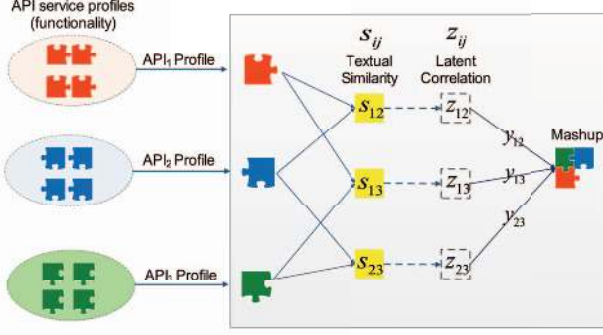 API service profiles
(functionality)
API₁ Profile
API₂ Profile
API₃ Profile
sᵢⱼ
Textual
Similarity
zᵢⱼ
Latent
Correlation
s₁₂
s₁₃
s₂₃
z₁₂
z₁₃
z₂₃
y₁₂
y₁₃
y₂₃
Mashup